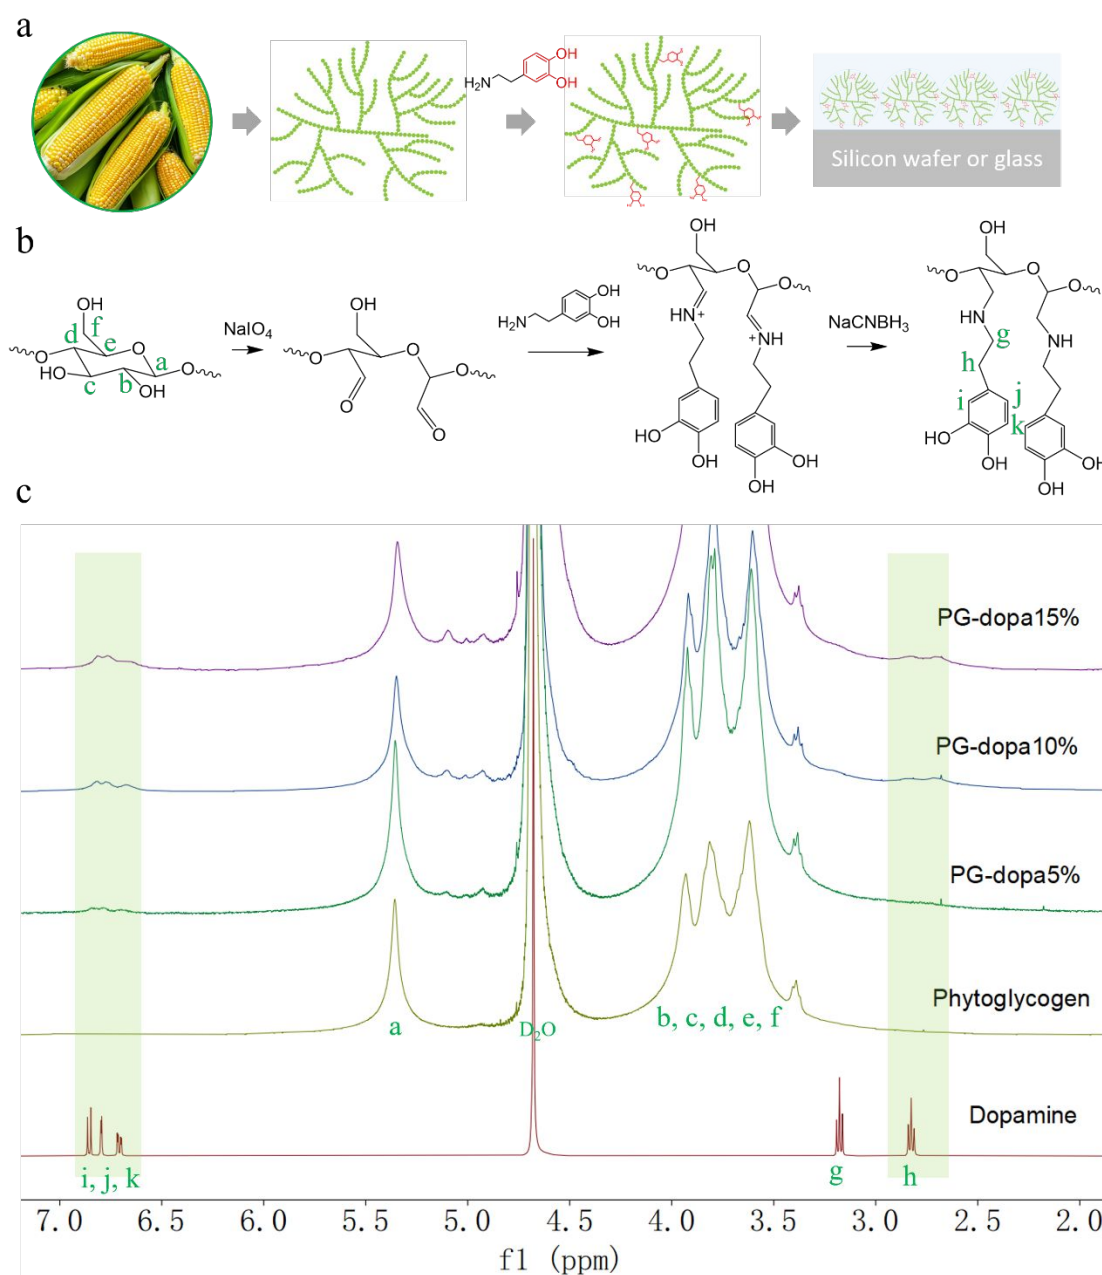 a
H₂N
OH
OH
Silicon wafer or glass
b
OH
f
d
e
O
O
a
O
HO
c
b
OH
NaIO₄
OH
O
O
O
O
O
H₂N
OH
OH
OH
O
O
O
NH
+
+
NH
HO
OH
HO
OH
NaCNBH₃
OH
O
O
O
HN
g
NH
h
i
j
k
HO
OH
HO
OH
c
PG-dopa15%
PG-dopa10%
PG-dopa5%
Phytoglycogen
a
D₂O
b, c, d, e, f
Dopamine
i, j, k
g
h
7.0 6.5 6.0 5.5 5.0 4.5 4.0 3.5 3.0 2.5 2.0
f1 (ppm)